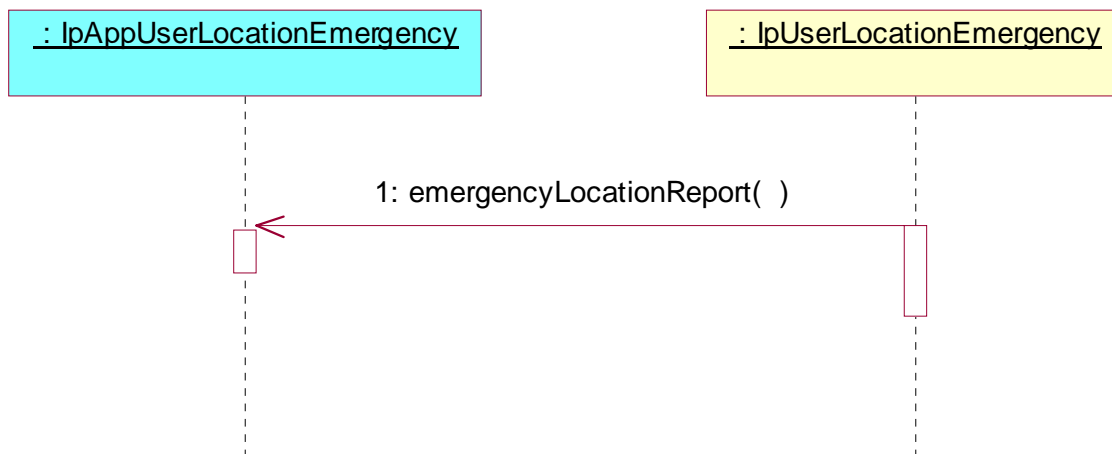 : IpAppUserLocationEmergency
: IpUserLocationEmergency
1: emergencyLocationReport( )